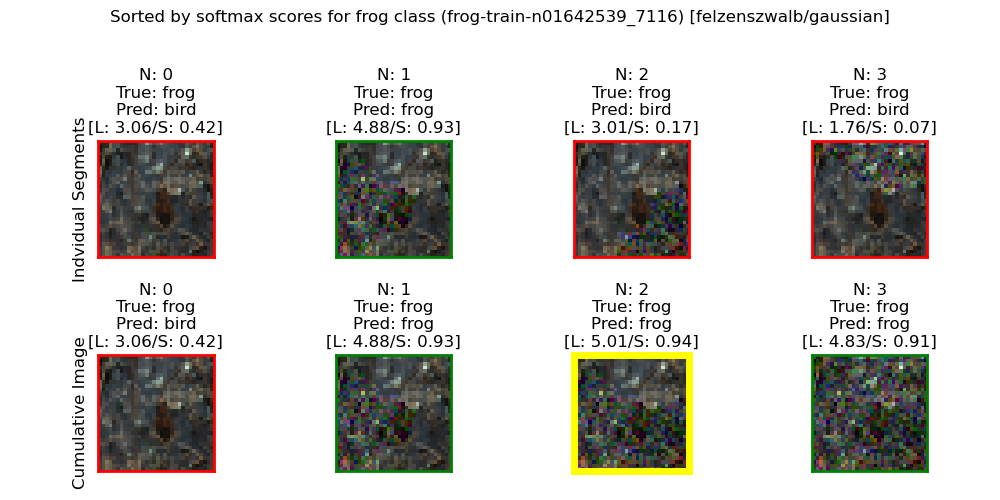 Sorted by softmax scores for frog class (frog-train-n01642539_7116) [felzenszwalb/gaussian]
Indvidual Segments
N: 0
True: frog
Pred: bird
[L: 3.06/S: 0.42]
N: 1
True: frog
Pred: frog
[L: 4.88/S: 0.93]
N: 2
True: frog
Pred: bird
[L: 3.01/S: 0.17]
N: 3
True: frog
Pred: bird
[L: 1.76/S: 0.07]
Cumulative Image
N: 0
True: frog
Pred: bird
[L: 3.06/S: 0.42]
N: 1
True: frog
Pred: frog
[L: 4.88/S: 0.93]
N: 2
True: frog
Pred: frog
[L: 5.01/S: 0.94]
N: 3
True: frog
Pred: frog
[L: 4.83/S: 0.91]